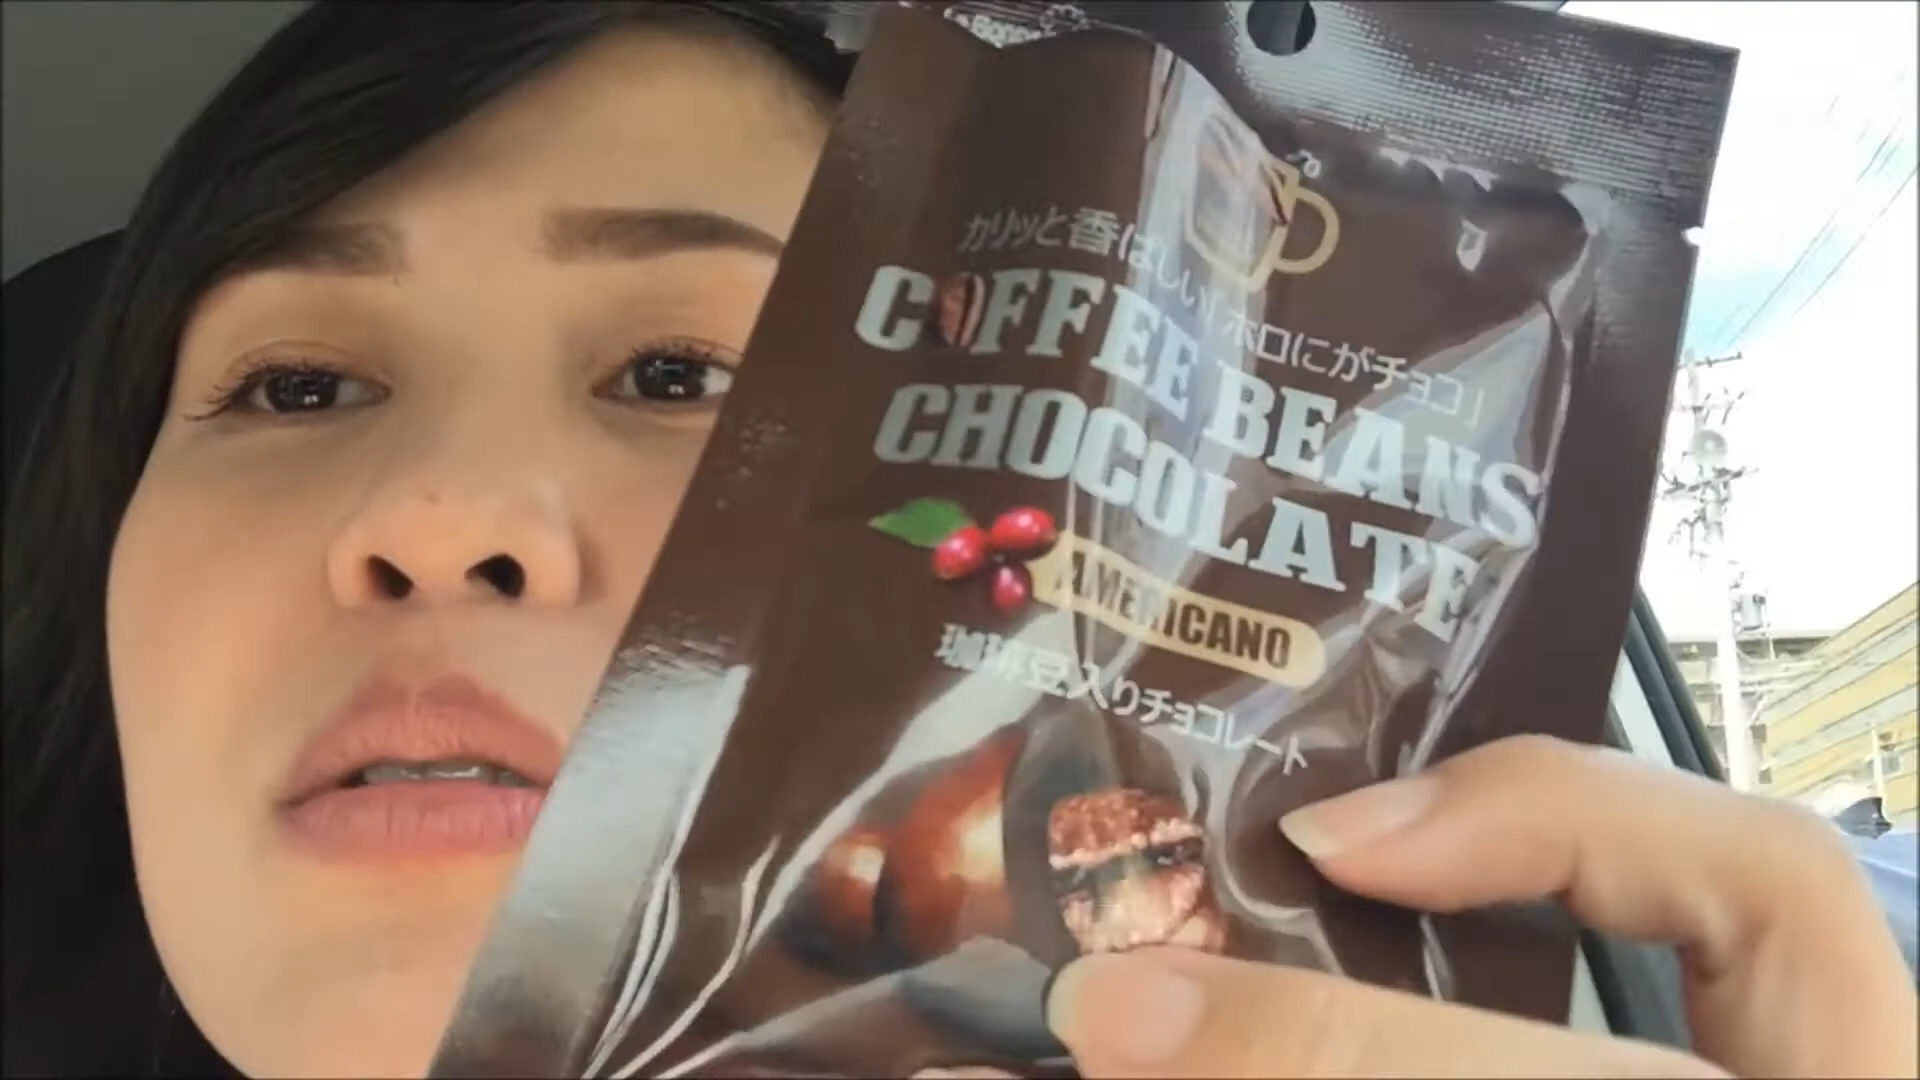 カリッと香ばしい「ホロにがチョコ」
COFFEE BEANS
CHOCOLATE
AMERICANO
珈琲豆入りチョコレート